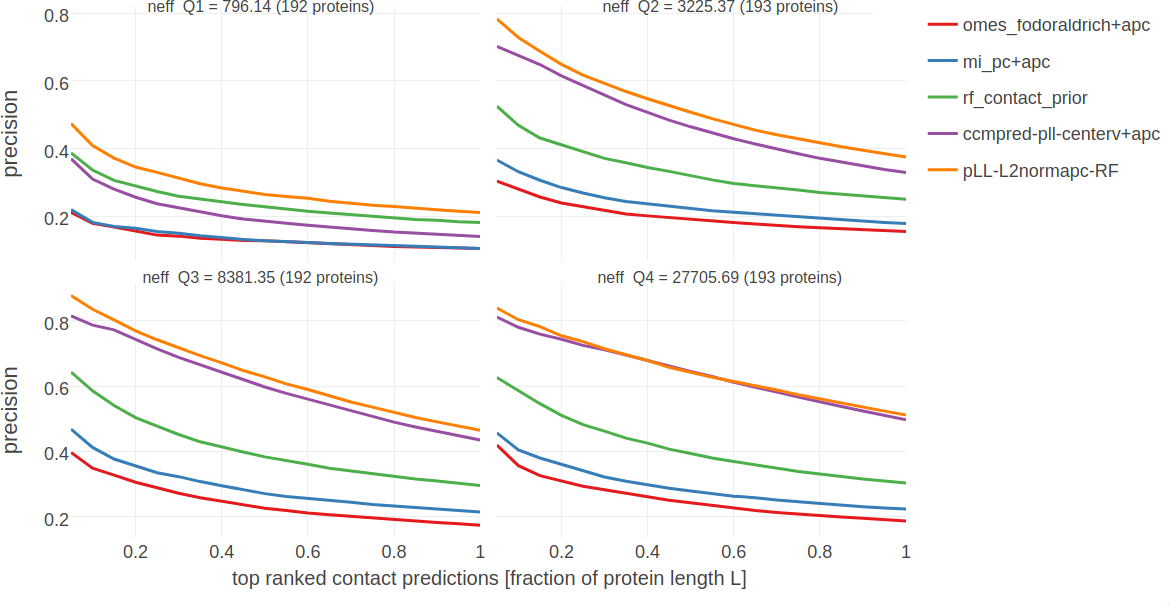 neff Q1 = 796.14 (192 proteins)
neff Q2 = 3225.37 (193 proteins)
0.8
0.6
0.4
0.2
precision
neff Q3 = 8381.35 (192 proteins)
neff Q4 = 27705.69 (193 proteins)
0.8
0.6
0.4
0.2
precision
0.2 0.4 0.6 0.8 1
0.2 0.4 0.6 0.8 1
top ranked contact predictions [fraction of protein length L]
omes_fodoraldrich+apc
mi_pc+apc
rf_contact_prior
ccmpred-pll-centerv+apc
pLL-L2normapc-RF